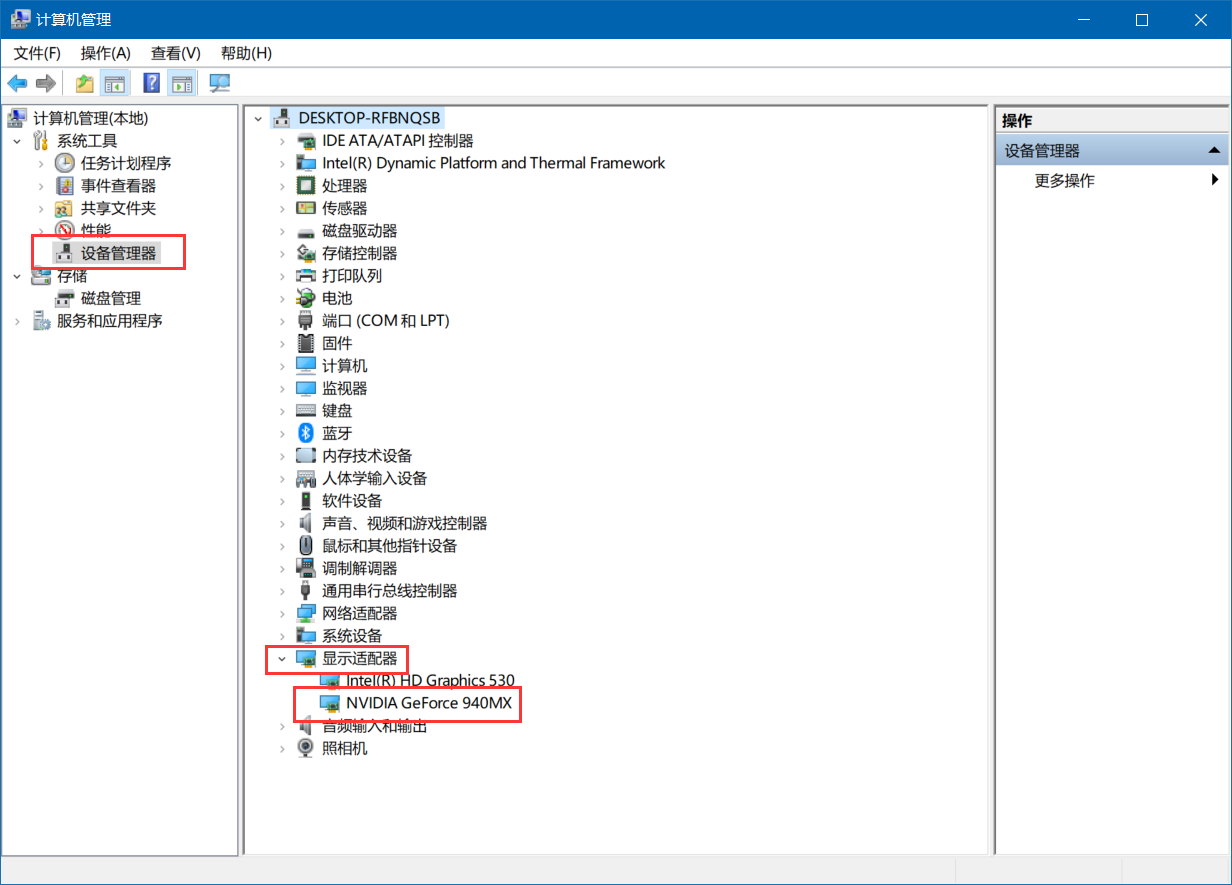 计算机管理
文件(F) 操作(A) 查看(V) 帮助(H)
计算机管理(本地)
系统工具
任务计划程序
事件查看器
共享文件夹
性能
设备管理器
存储
磁盘管理
服务和应用程序
DESKTOP-RFBNQSB
IDE ATA/ATAPI 控制器
Intel(R) Dynamic Platform and Thermal Framework
处理器
传感器
磁盘驱动器
存储控制器
打印队列
电池
端口 (COM 和 LPT)
固件
计算机
监视器
键盘
蓝牙
内存技术设备
人体学输入设备
软件设备
声音、视频和游戏控制器
鼠标和其他指针设备
调制解调器
通用串行总线控制器
网络适配器
系统设备
显示适配器
Intel(R) HD Graphics 530
NVIDIA GeForce 940MX
音频输入和输出
照相机
操作
设备管理器
更多操作